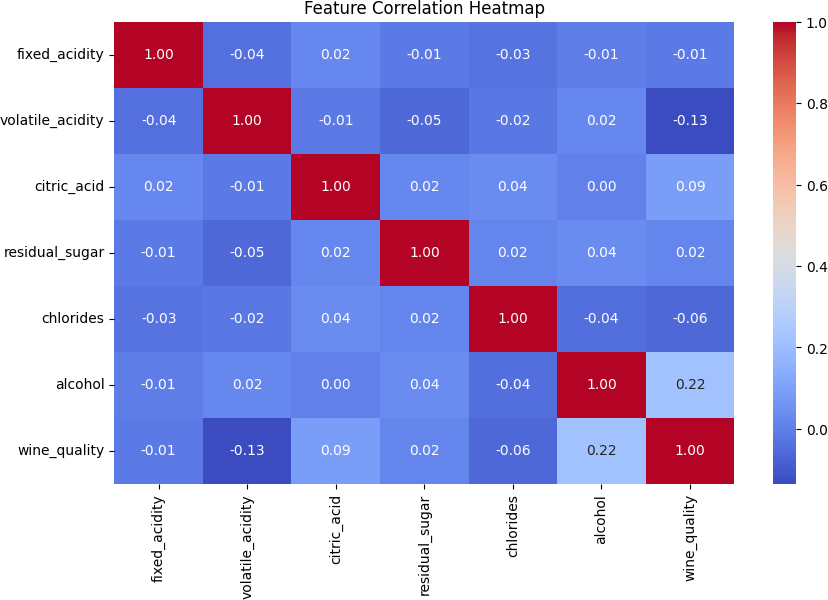 Feature Correlation Heatmap
fixed_acidity 1.00 -0.04 0.02 -0.01 -0.03 -0.01 -0.01
volatile_acidity -0.04 1.00 -0.01 -0.05 -0.02 0.02 -0.13
citric_acid 0.02 -0.01 1.00 0.02 0.04 0.00 0.09
residual_sugar -0.01 -0.05 0.02 1.00 0.02 0.04 0.02
chlorides -0.03 -0.02 0.04 0.02 1.00 -0.04 -0.06
alcohol -0.01 0.02 0.00 0.04 -0.04 1.00 0.22
wine_quality -0.01 -0.13 0.09 0.02 -0.06 0.22 1.00
fixed_acidity
volatile_acidity
citric_acid
residual_sugar
chlorides
alcohol
wine_quality
1.0
0.8
0.6
0.4
0.2
0.0